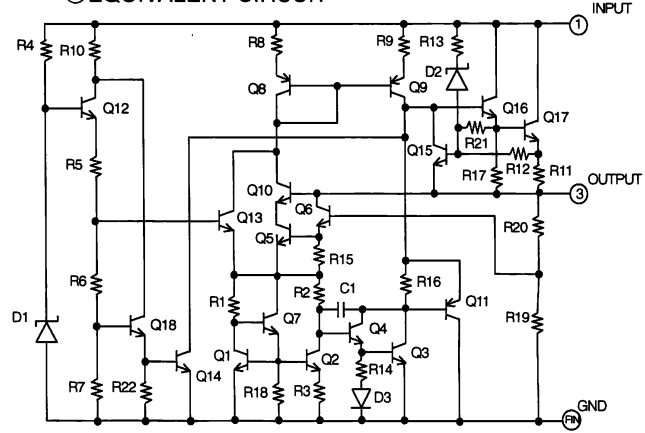 ①EQUIVALENT CIRCUIT
INPUT
1
R4
R10
R8
R9
R13
D2
Q8
Q9
Q12
Q16
Q17
R21
Q15
R12
R5
R17
R11
OUTPUT
3
Q10
Q6
Q13
Q5
R20
R15
R6
R1
R2
C1
R16
Q11
R19
D1
Q18
Q7
Q4
Q1
Q2
Q3
Q14
R14
R7
R22
R18
R3
D3
GND
FIN